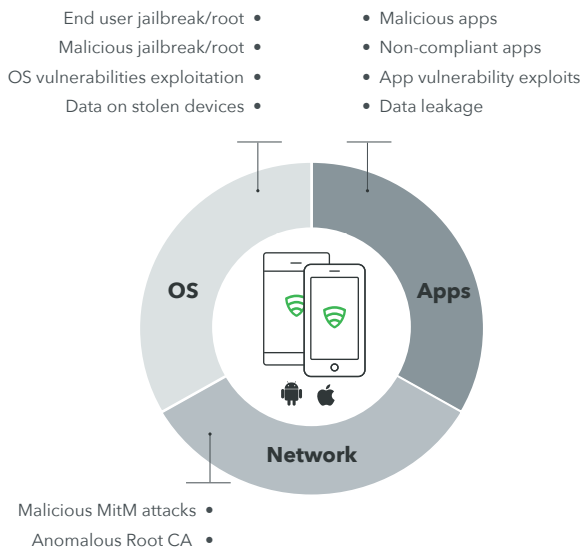 End user jailbreak/root •
Malicious jailbreak/root •
OS vulnerabilities exploitation •
Data on stolen devices •
• Malicious apps
• Non-compliant apps
• App vulnerability exploits
• Data leakage
OS
Apps
Network
Malicious MitM attacks •
Anomalous Root CA •